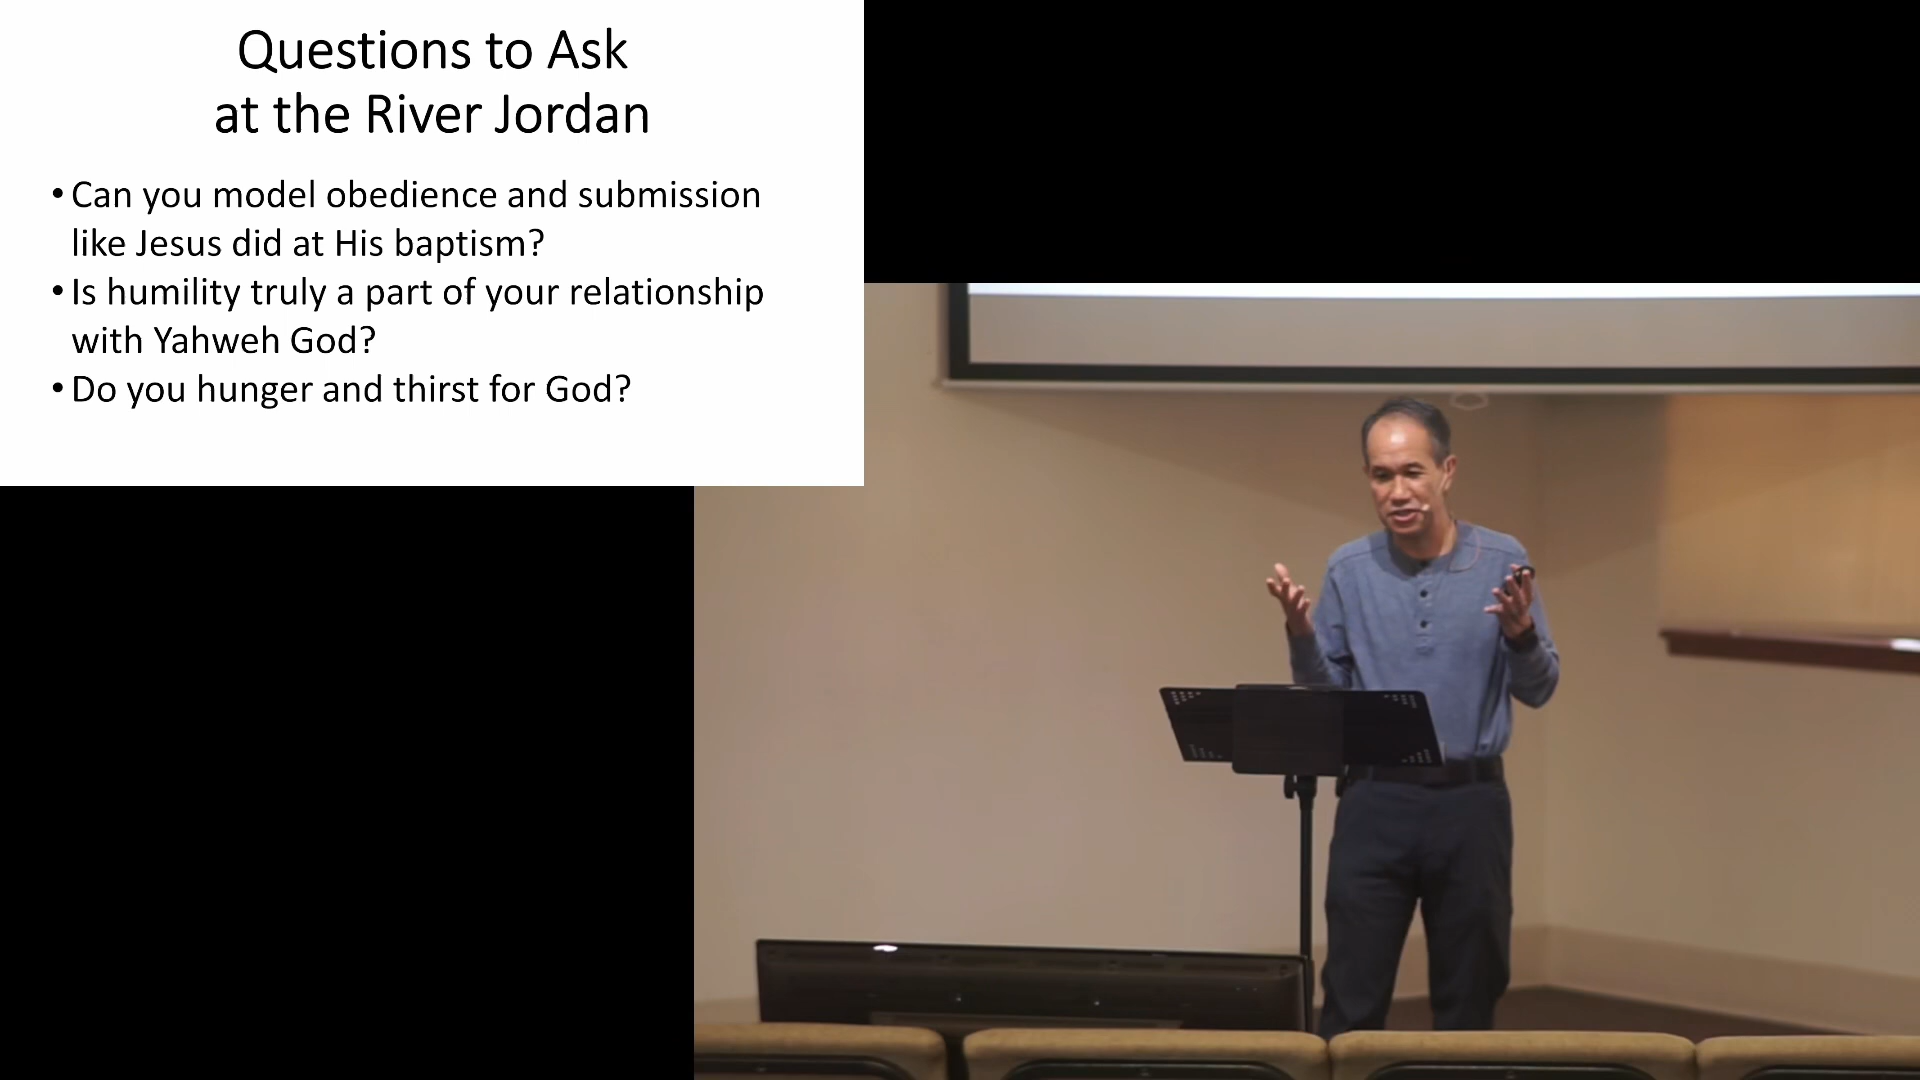 Questions to Ask
at the River Jordan
• Can you model obedience and submission
like Jesus did at His baptism?
• Is humility truly a part of your relationship
with Yahweh God?
• Do you hunger and thirst for God?